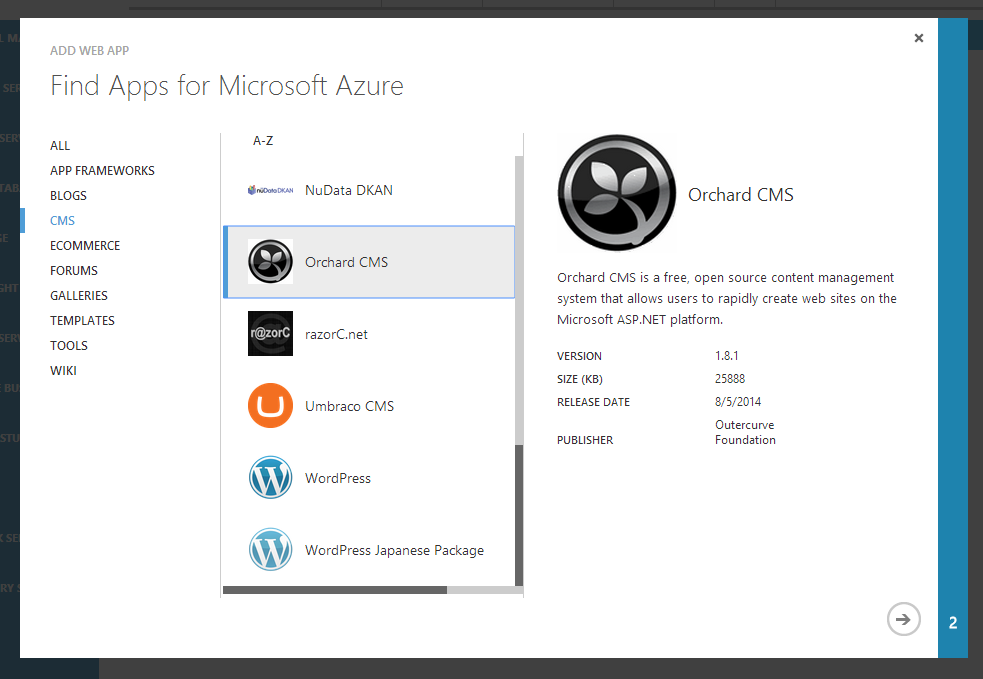 ADD WEB APP
Find Apps for Microsoft Azure
ALL
APP FRAMEWORKS
BLOGS
CMS
ECOMMERCE
FORUMS
GALLERIES
TEMPLATES
TOOLS
WIKI
A-Z
nuData DKAN NuData DKAN
Orchard CMS
r@zorC razorC.net
Umbraco CMS
WordPress
WordPress Japanese Package
Orchard CMS
Orchard CMS is a free, open source content management
system that allows users to rapidly create web sites on the
Microsoft ASP.NET platform.
VERSION 1.8.1
SIZE (KB) 25888
RELEASE DATE 8/5/2014
PUBLISHER Outercurve
Foundation
2